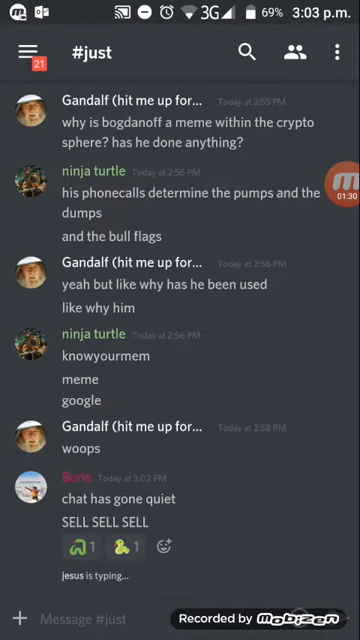 3G 69% 3:03 p.m.
21
#just
Gandalf (hit me up for... Today at 2:55 PM
why is bogdanoff a meme within the crypto
sphere? has he done anything?
ninja turtle Today at 2:56 PM
his phonecalls determine the pumps and the
dumps
and the bull flags
01:30
Gandalf (hit me up for... Today at 2:56 PM
yeah but like why has he been used
like why him
ninja turtle Today at 2:56 PM
knowyourmem
meme
google
Gandalf (hit me up for... Today at 2:58 PM
woops
Boris Today at 3:02 PM
chat has gone quiet
SELL SELL SELL
1 1
jesus is typing...
Message #just
Recorded by mobizen